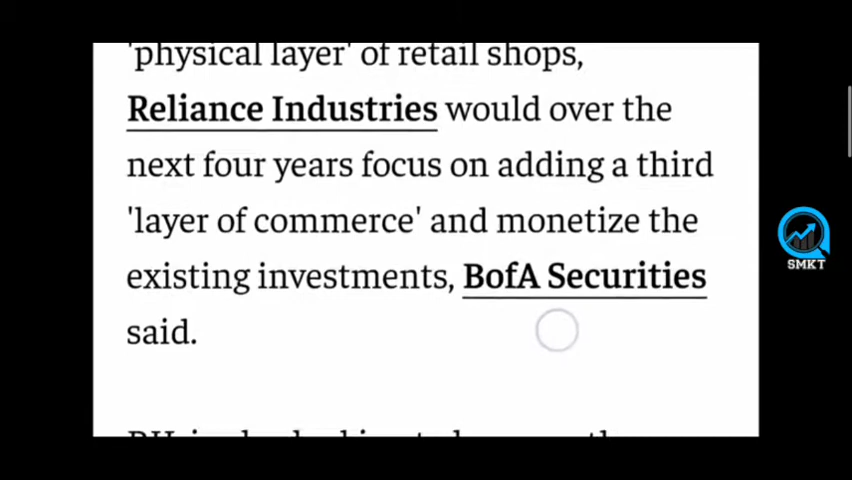 'physical layer' of retail shops,
Reliance Industries would over the
next four years focus on adding a third
'layer of commerce' and monetize the
existing investments, BofA Securities
said.
SMKT